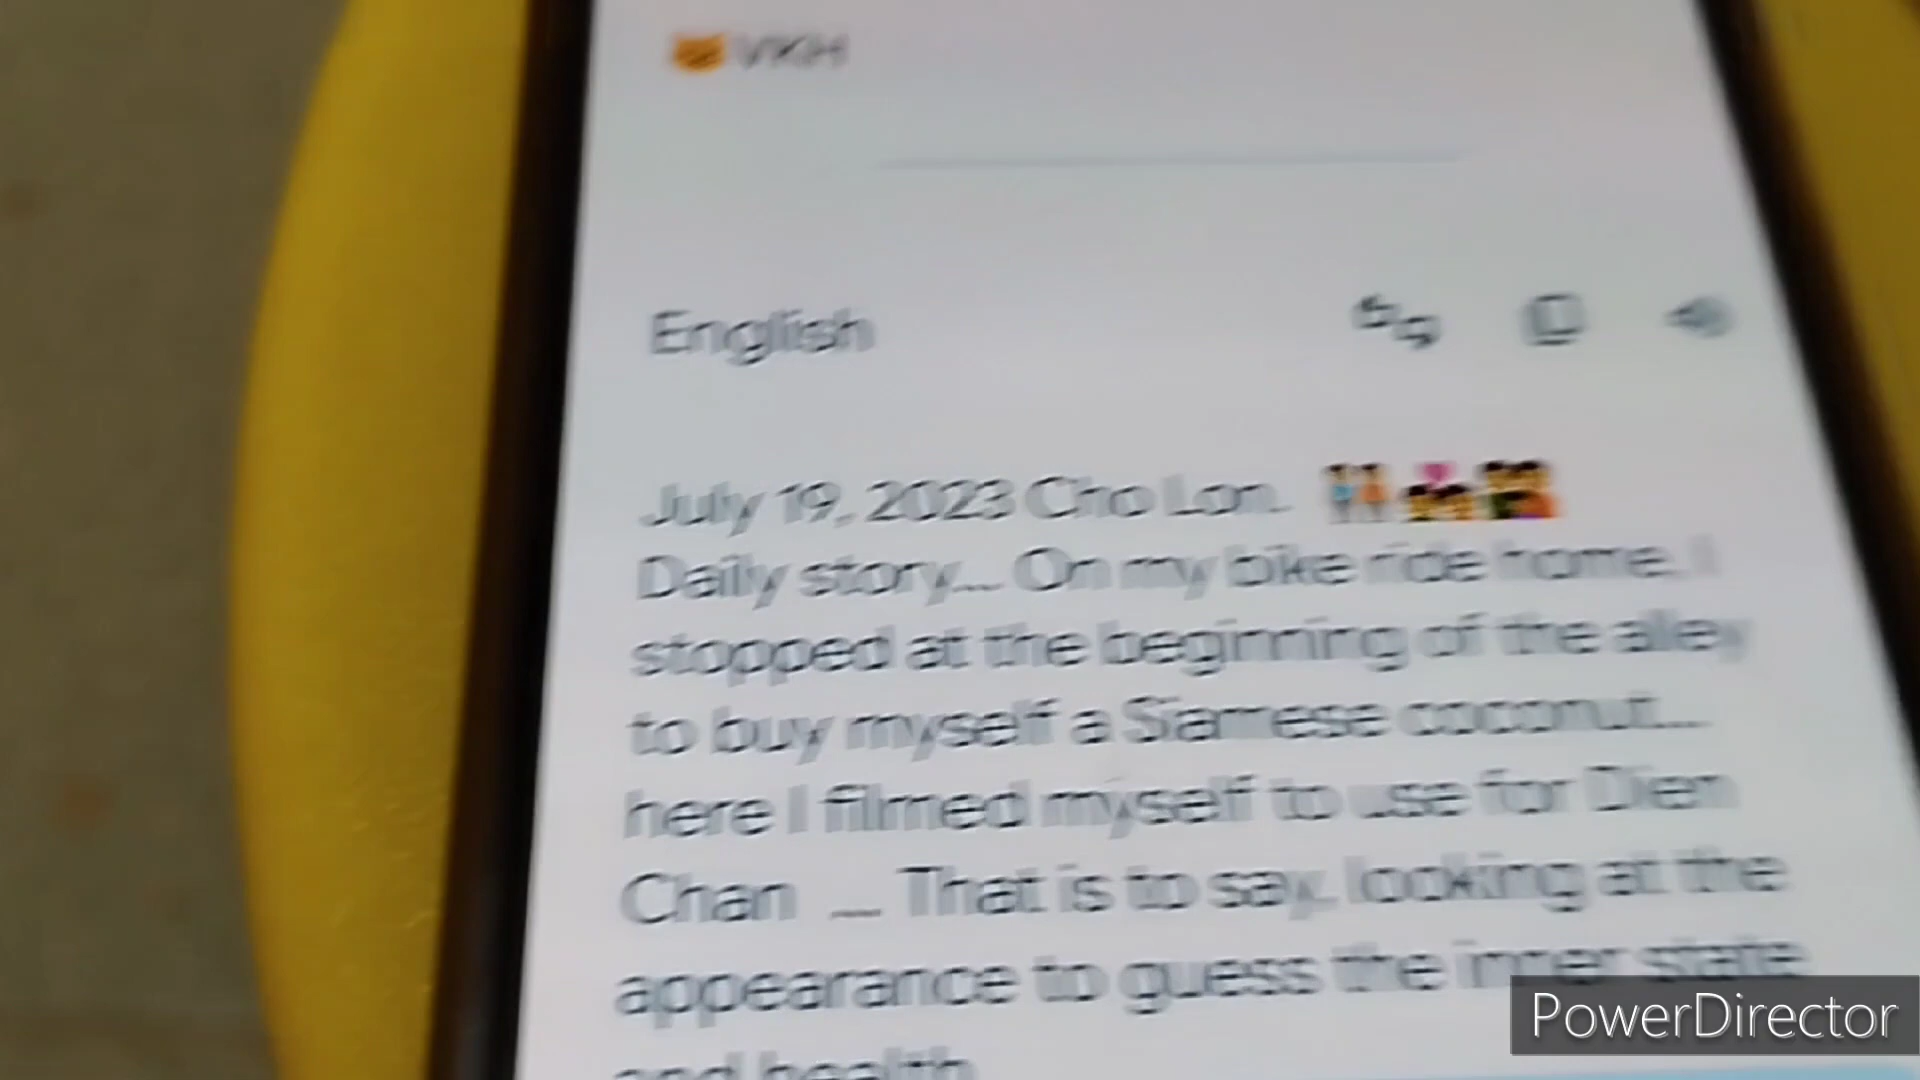 VKH
English
July 19, 2023 Cho Lon.
Daily story... On my bike ride home, I
stopped at the beginning of the alley
to buy myself a Siamese coconut...
here I filmed myself to use for Dien
Chan ... That is to say, looking at the
appearance to guess the inner state
and health
PowerDirector